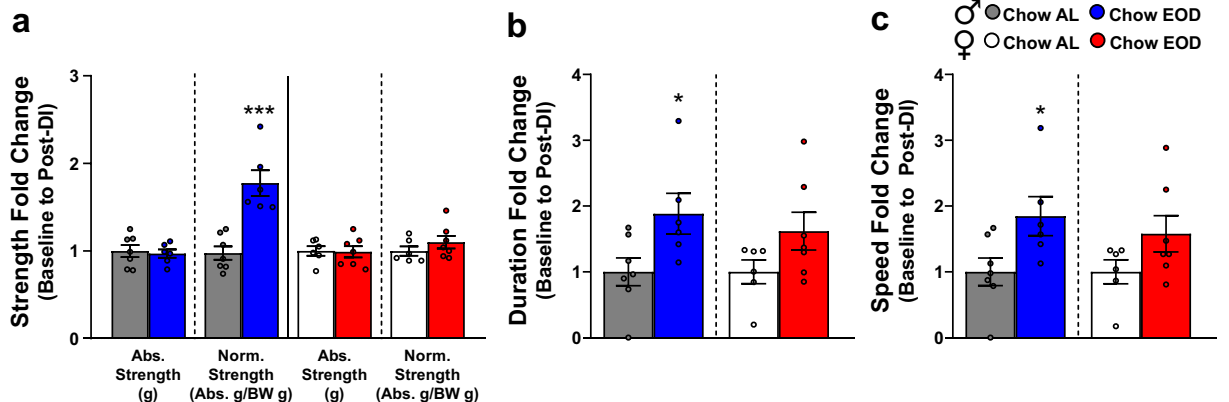 a
b
c
♂ Chow AL Chow EOD
♀ Chow AL Chow EOD
Strength Fold Change
(Baseline to Post-DI)
3
2
1
0
***
Abs.
Strength
(g)
Norm.
Strength
(Abs. g/BW g)
Abs.
Strength
(g)
Norm.
Strength
(Abs. g/BW g)
Duration Fold Change
(Baseline to Post-DI)
4
3
2
1
0
*
Speed Fold Change
(Baseline to Post-DI)
4
3
2
1
0
*